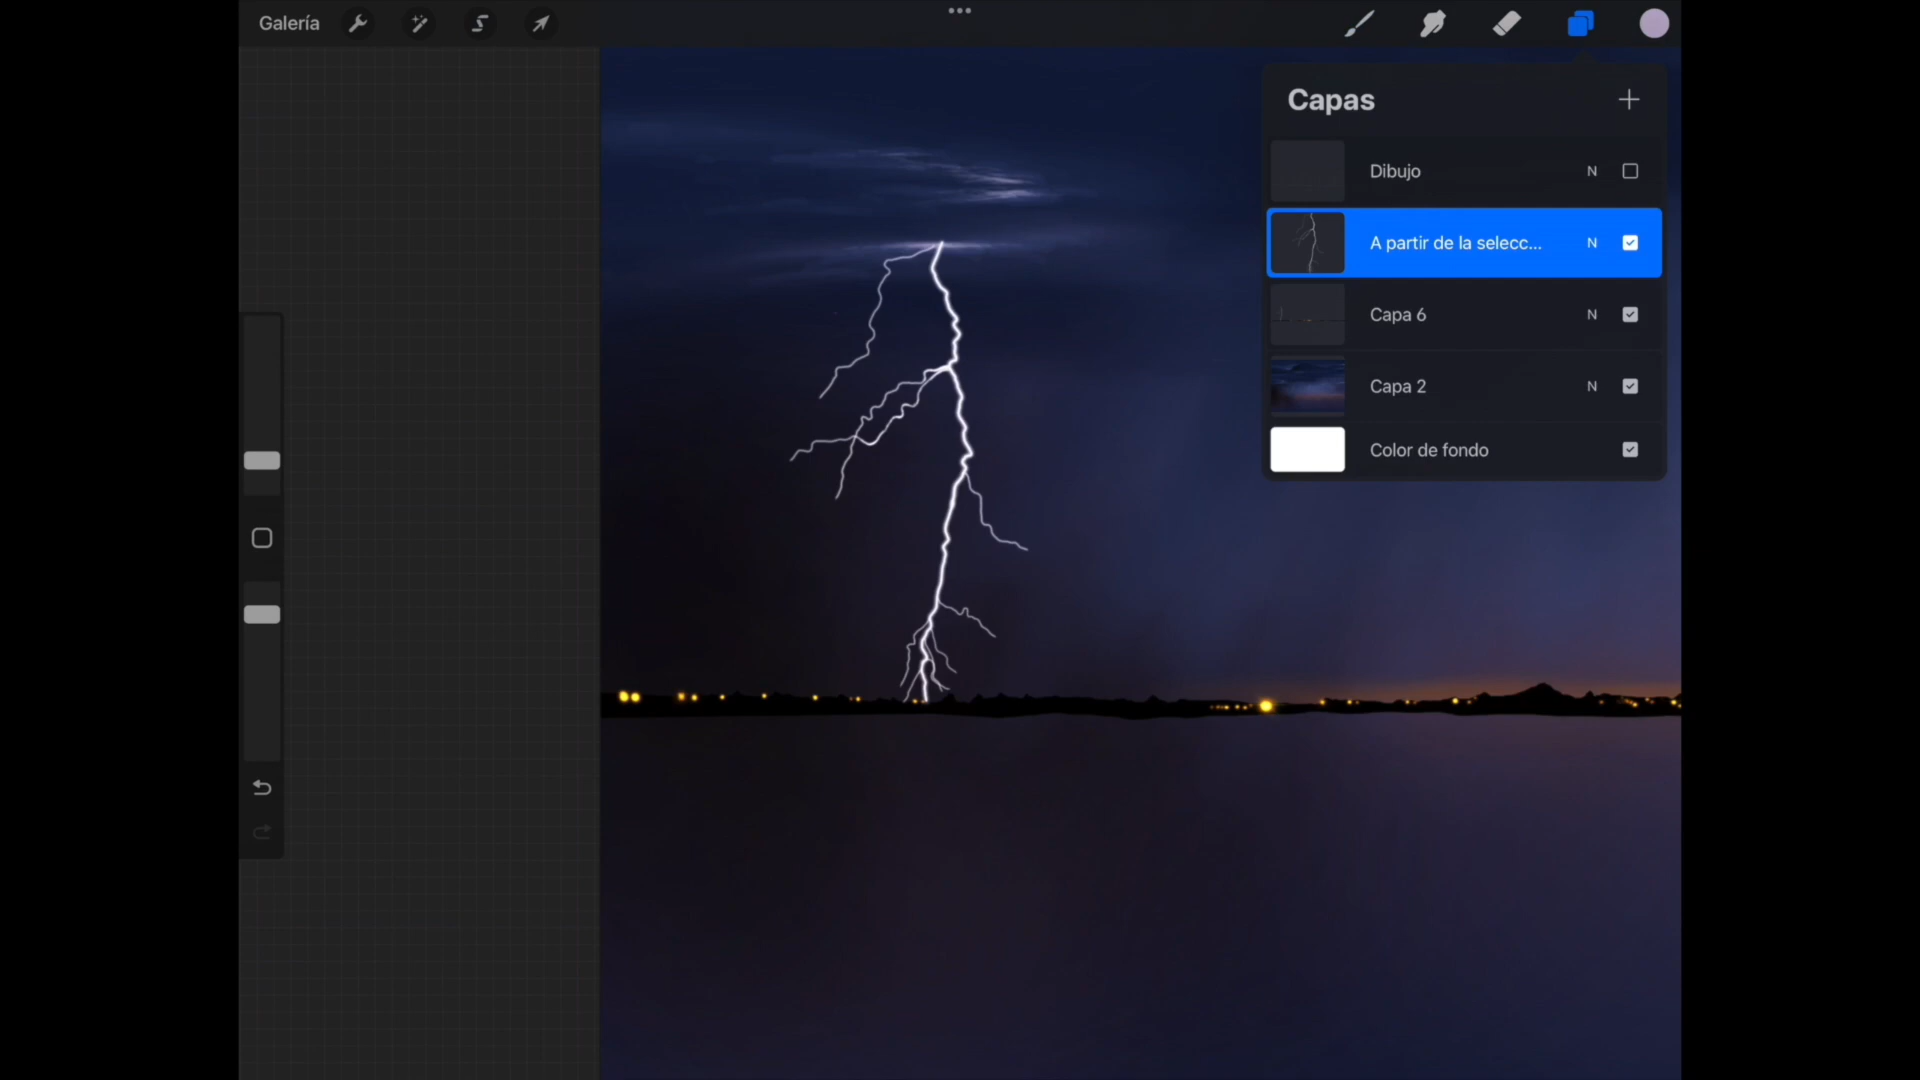 Galería
Capas
Dibujo N
A partir de la selecc... N
Capa 6 N
Capa 2 N
Color de fondo